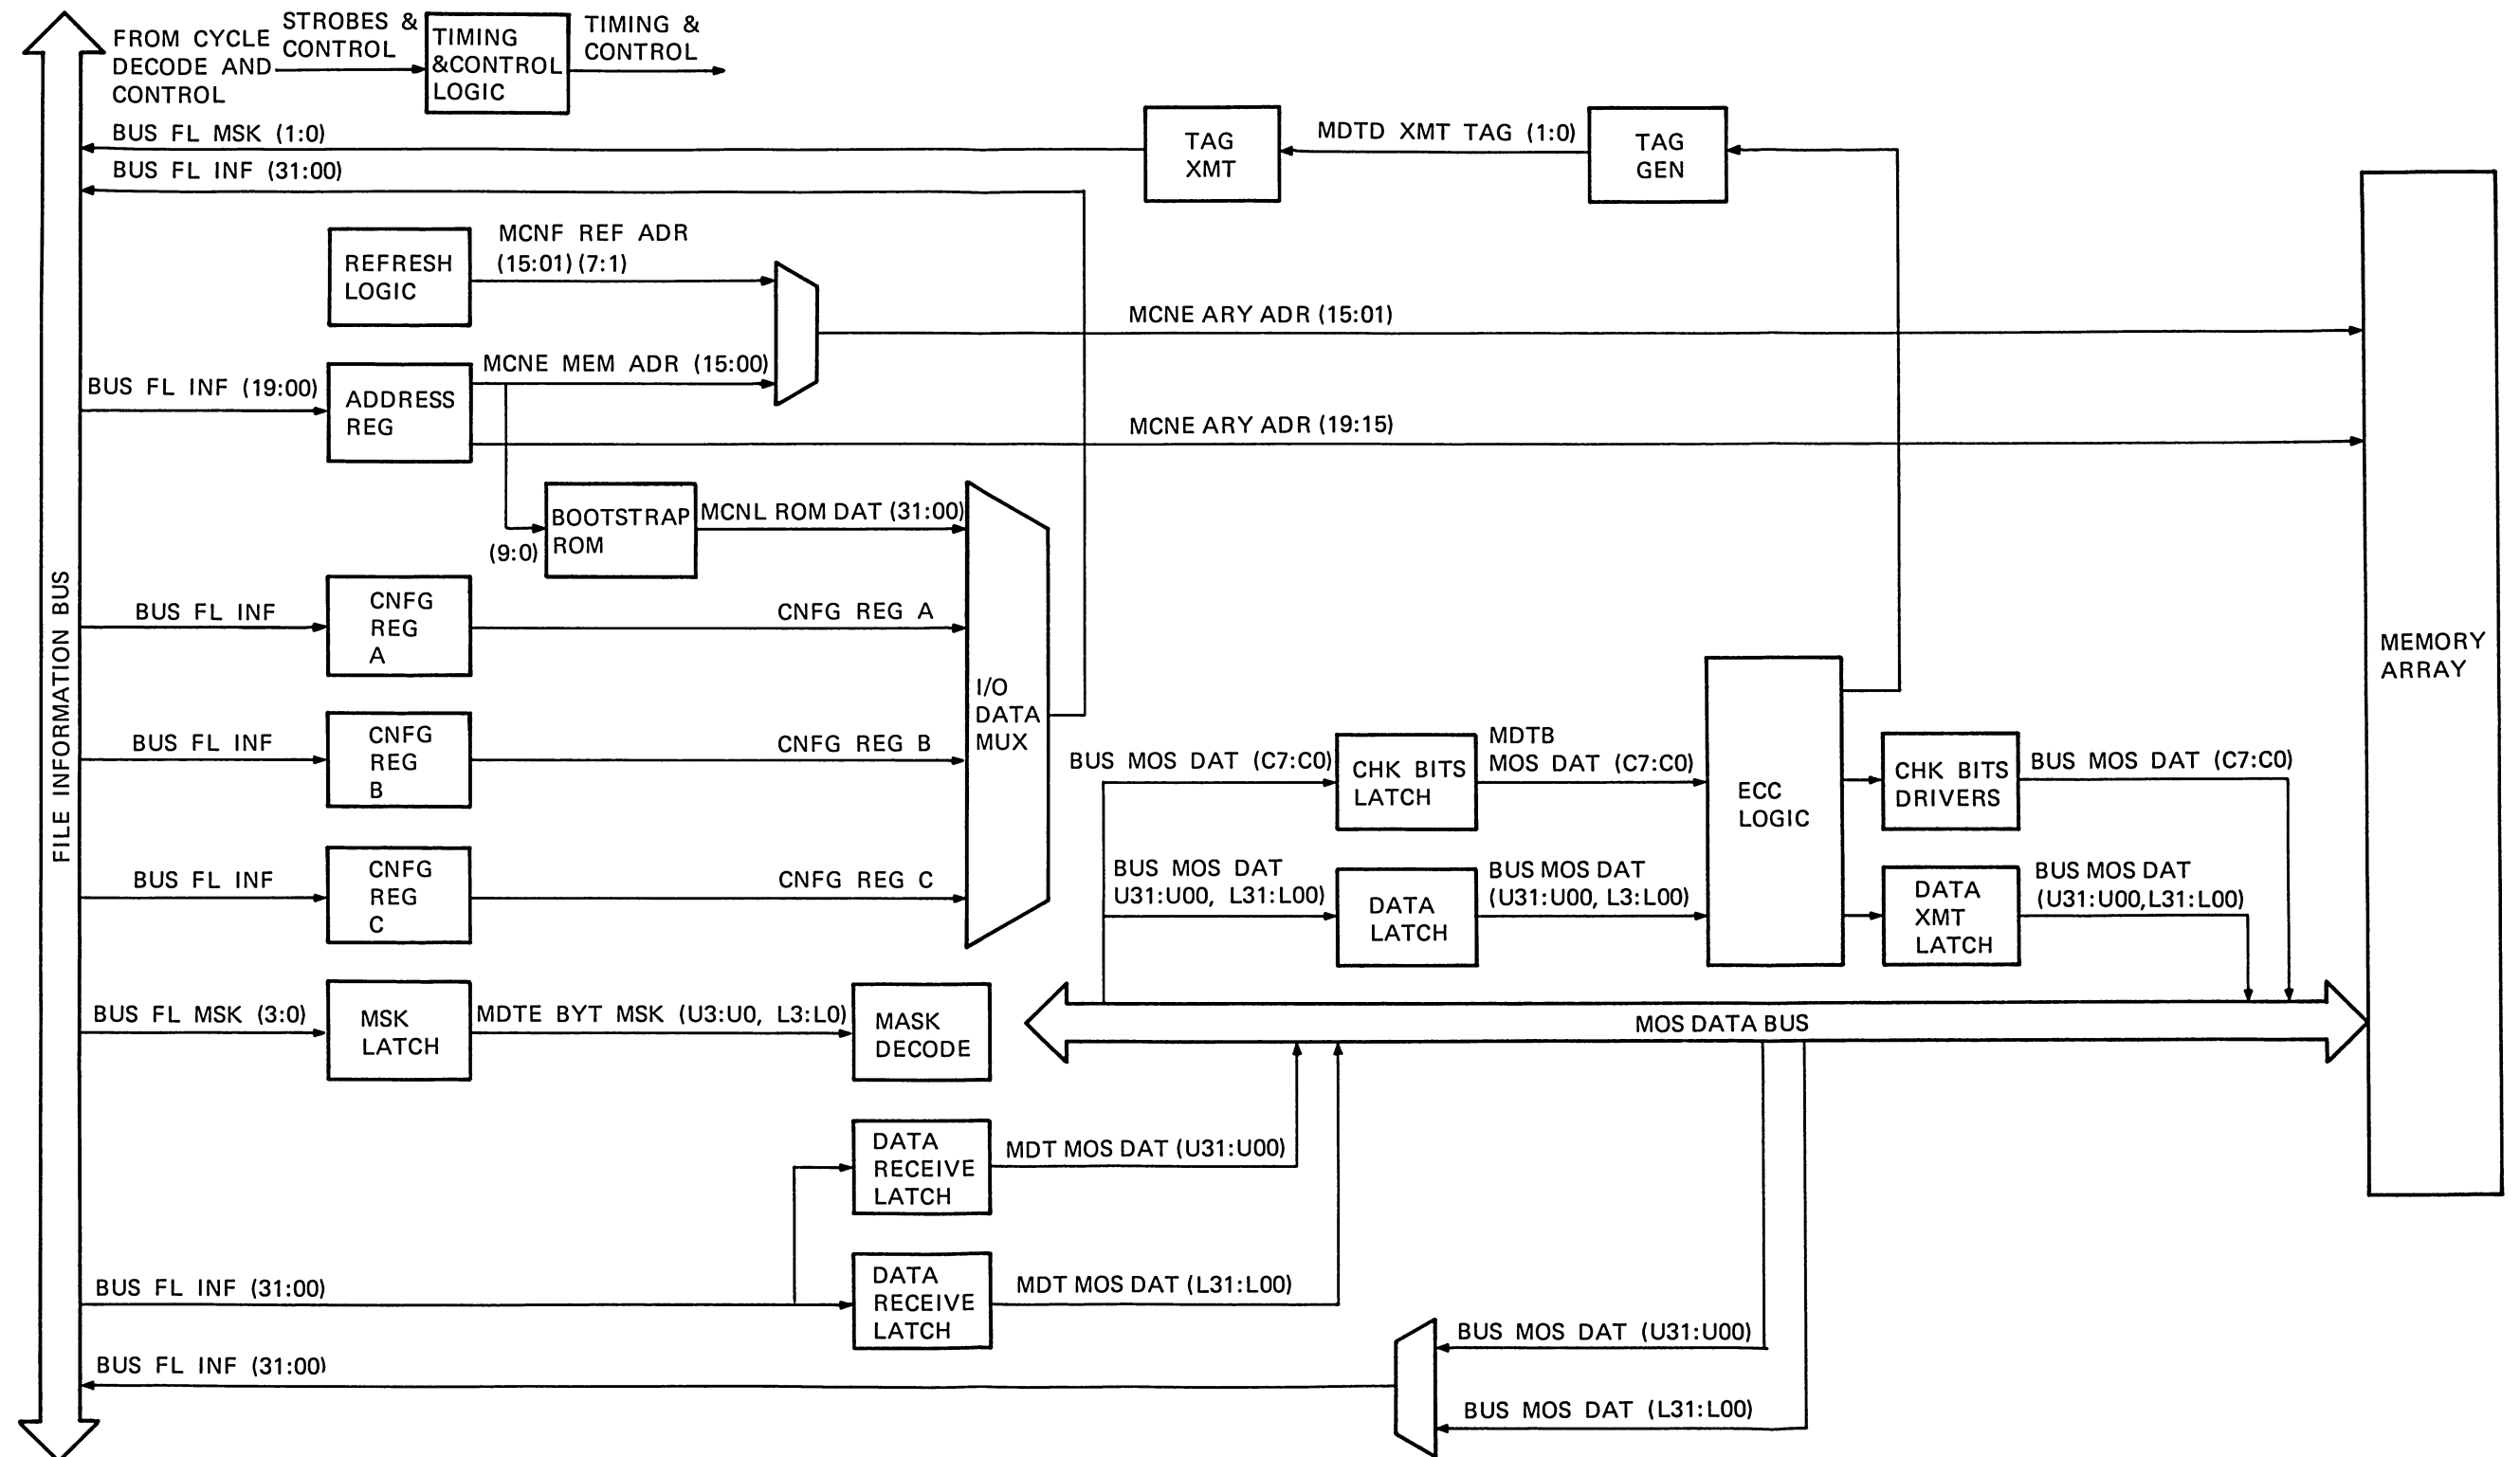 FROM CYCLE
DECODE AND
CONTROL
STROBES &
CONTROL
TIMING
&CONTROL
LOGIC
TIMING &
CONTROL
BUS FL MSK (1:0)
TAG
XMT
MDTD XMT TAG (1:0)
TAG
GEN
BUS FL INF (31:00)
REFRESH
LOGIC
MCNF REF ADR
(15:01) (7:1)
MCNE ARY ADR (15:01)
BUS FL INF (19:00)
ADDRESS
REG
MCNE MEM ADR (15:00)
MCNE ARY ADR (19:15)
(9:0)
BOOTSTRAP
ROM
MCNL ROM DAT (31:00)
FILE INFORMATION BUS
BUS FL INF
CNFG
REG
A
CNFG REG A
BUS FL INF
CNFG
REG
B
CNFG REG B
BUS FL INF
CNFG
REG
C
CNFG REG C
I/O
DATA
MUX
MEMORY
ARRAY
BUS MOS DAT (C7:C0)
CHK BITS
LATCH
MDTB
MOS DAT (C7:C0)
ECC
LOGIC
CHK BITS
DRIVERS
BUS MOS DAT (C7:C0)
BUS MOS DAT
U31:U00, L31:L00)
DATA
LATCH
BUS MOS DAT
(U31:U00, L3:L00)
DATA
XMT
LATCH
BUS MOS DAT
(U31:U00,L31:L00)
BUS FL MSK (3:0)
MSK
LATCH
MDTE BYT MSK (U3:U0, L3:L0)
MASK
DECODE
MOS DATA BUS
DATA
RECEIVE
LATCH
MDT MOS DAT (U31:U00)
BUS FL INF (31:00)
DATA
RECEIVE
LATCH
MDT MOS DAT (L31:L00)
BUS MOS DAT (U31:U00)
BUS FL INF (31:00)
BUS MOS DAT (L31:L00)